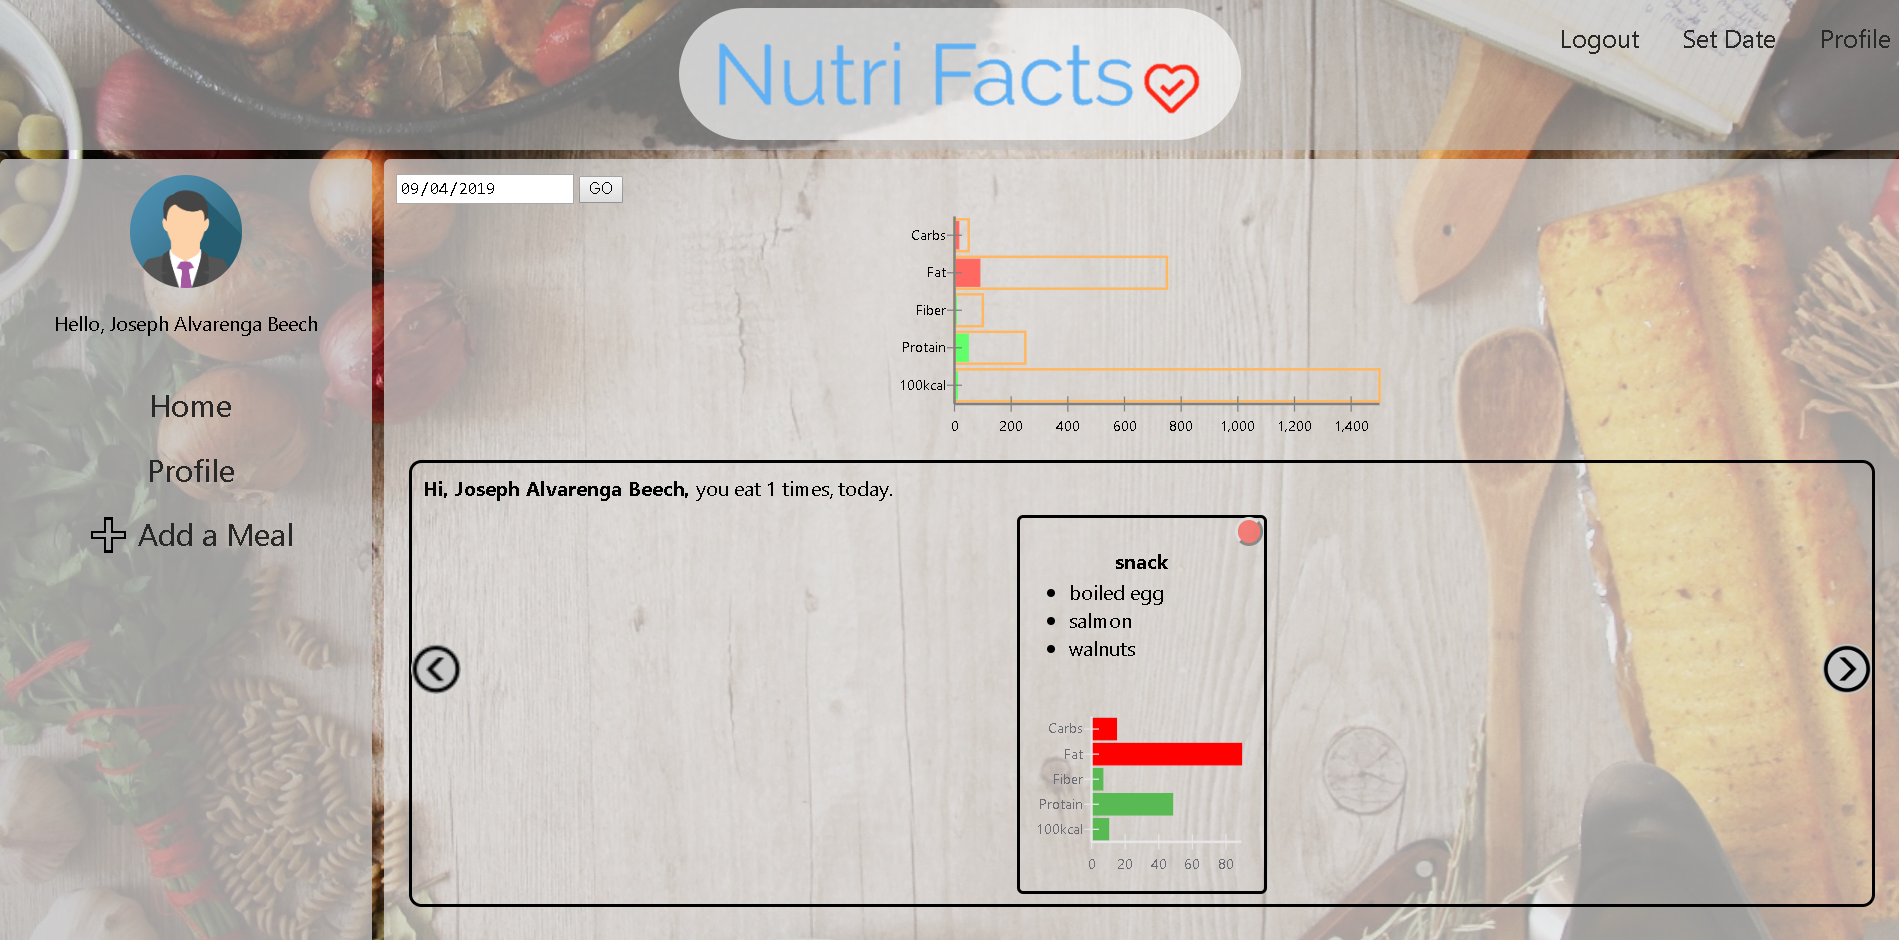 Nutri Facts
Logout Set Date Profile
Hello, Joseph Alvarenga Beech
Home
Profile
Add a Meal
09/04/2019 GO
Carbs
Fat
Fiber
Protain
100kcal
0 200 400 600 800 1,000 1,200 1,400
Hi, Joseph Alvarenga Beech, you eat 1 times, today.
snack
boiled egg
salmon
walnuts
Carbs
Fat
Fiber
Protain
100kcal
0 20 40 60 80